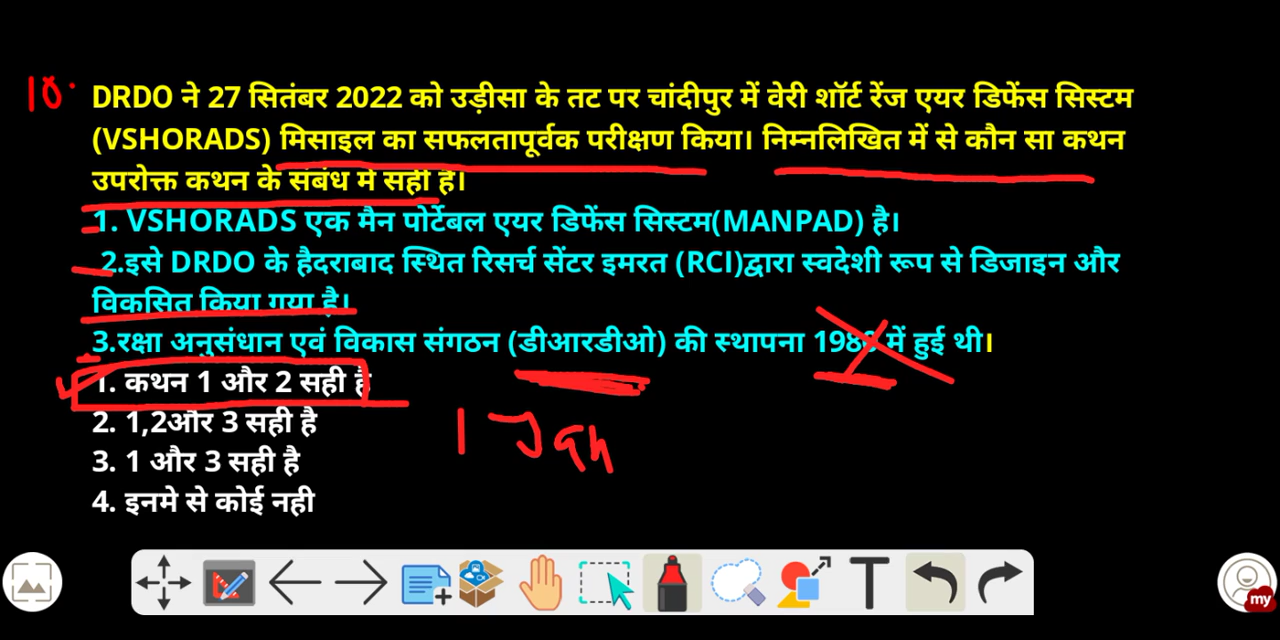 10.
DRDO ने 27 सितंबर 2022 को उड़ीसा के तट पर चांदीपुर में वेरी शॉर्ट रेंज एयर डिफेंस सिस्टम
(VSHORADS) मिसाइल का सफलतापूर्वक परीक्षण किया। निम्नलिखित में से कौन सा कथन
उपरोक्त कथन के संबंध में सही है।
1. VSHORADS एक मैन पोर्टेबल एयर डिफेंस सिस्टम(MANPAD) है।
2.इसे DRDO के हैदराबाद स्थित रिसर्च सेंटर इमरत (RCI)द्वारा स्वदेशी रूप से डिजाइन और
विकसित किया गया है।
3.रक्षा अनुसंधान एवं विकास संगठन (डीआरडीओ) की स्थापना में हुई थी।
1. कथन 1 और 2 सही है
2. 1,2और 3 सही है
1 Jan
3. 1 और 3 सही है
4. इनमे से कोई नही
T
my